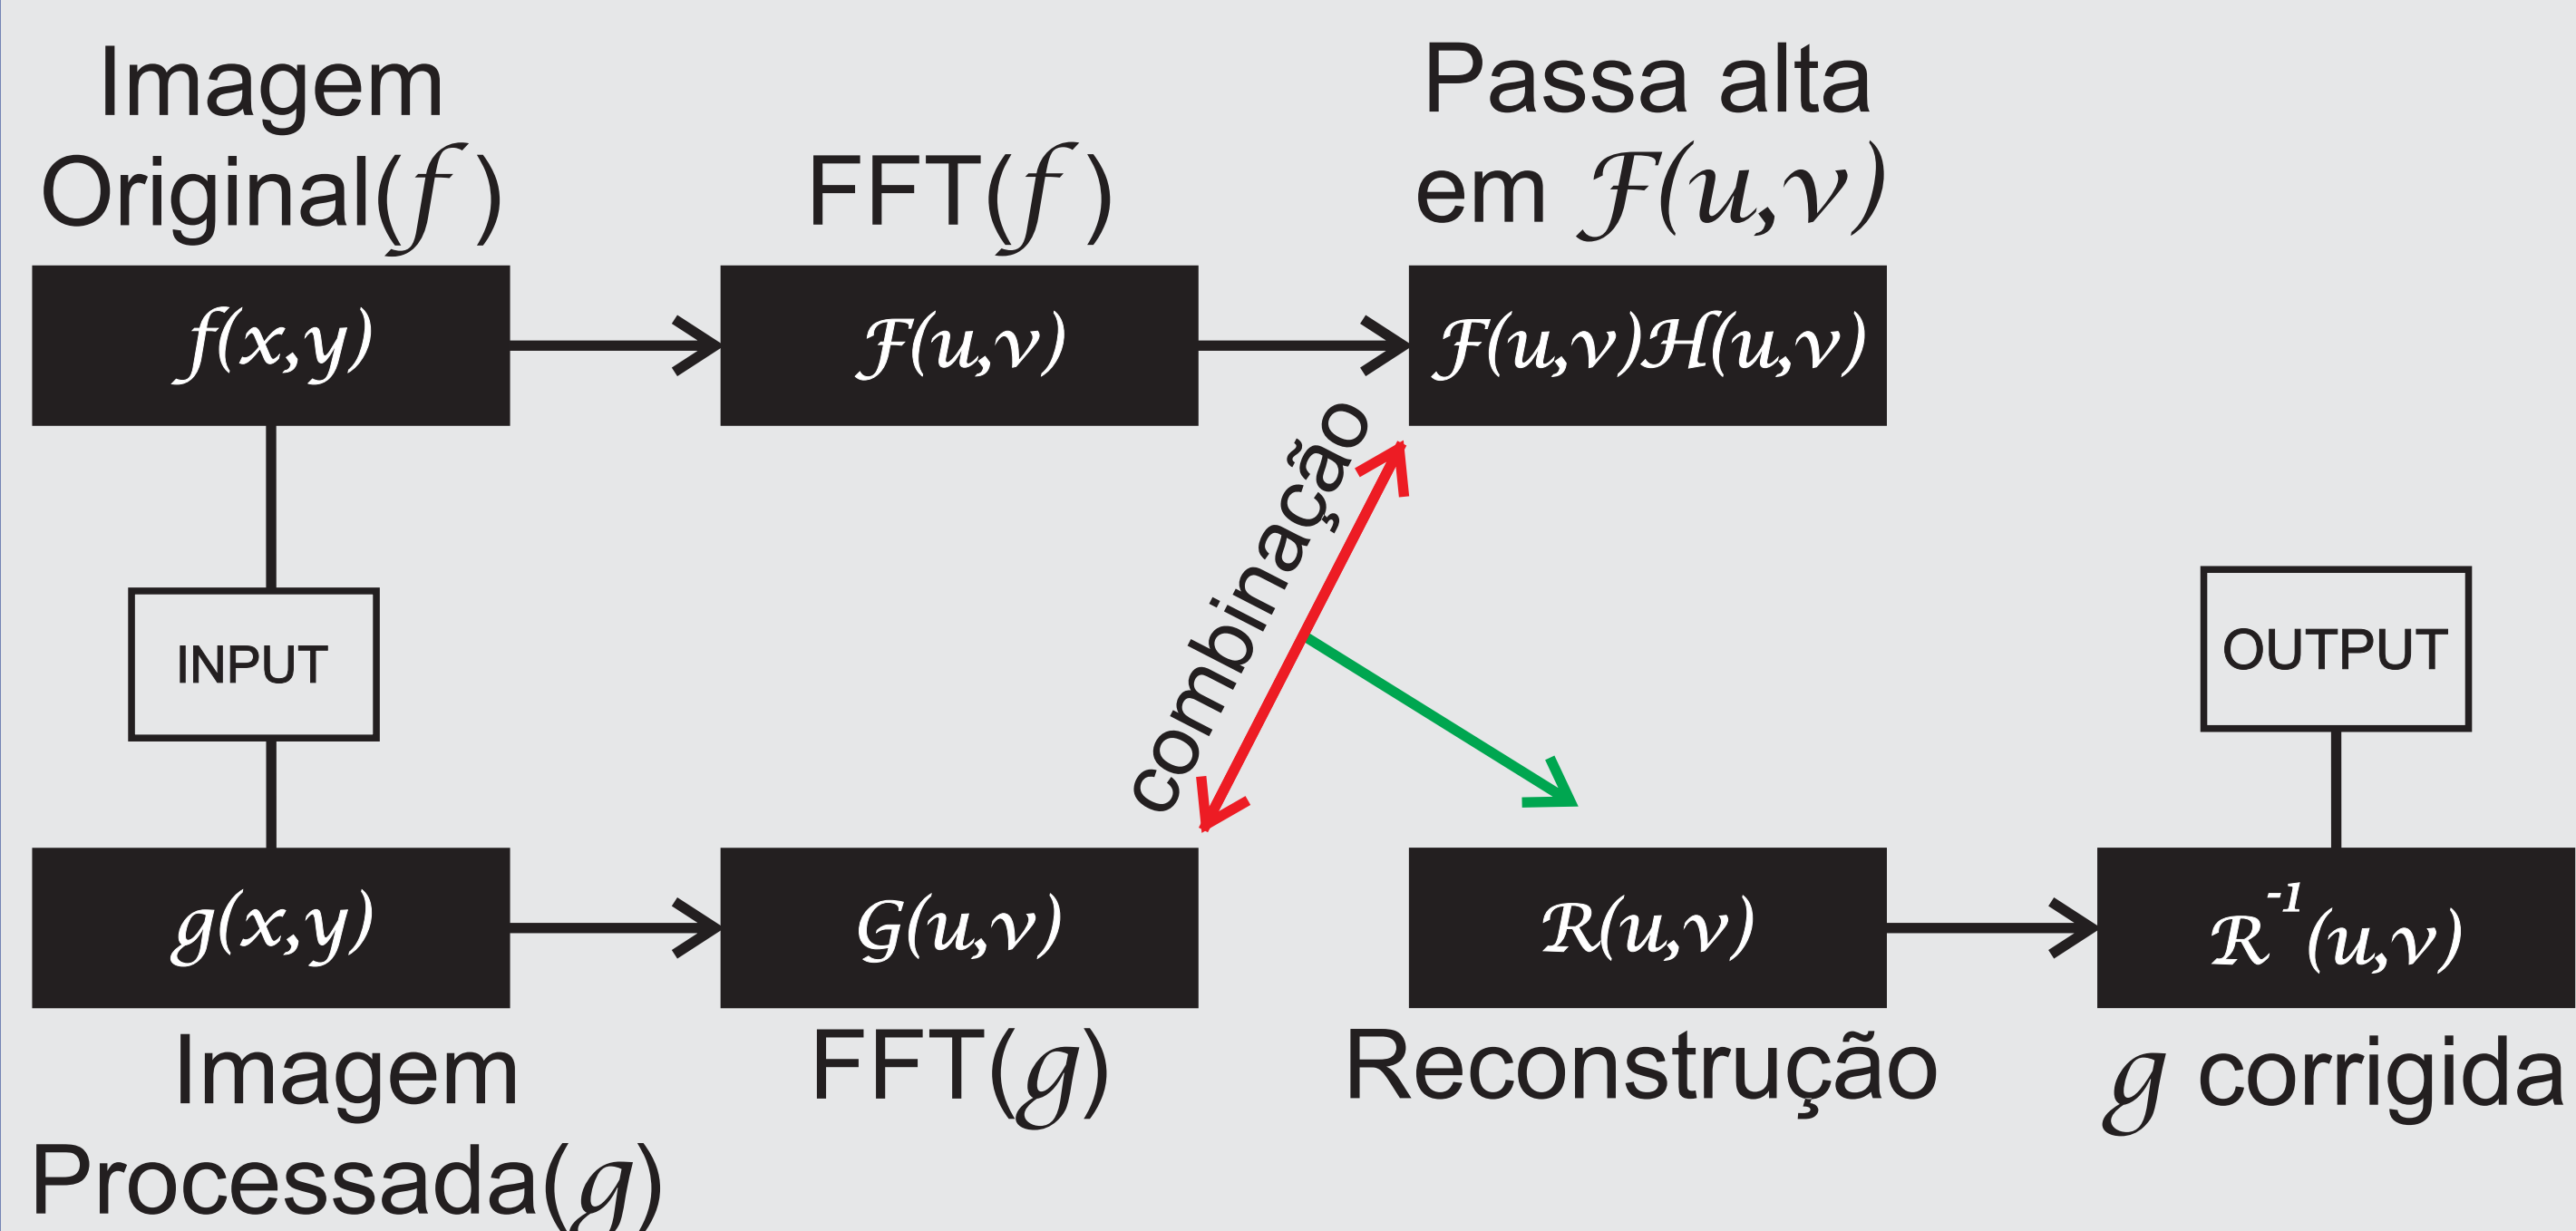 Imagem
Original(f)
FFT(f)
Passa alta
em F(u,v)
f(x,y)
F(u,v)
F(u,v)H(u,v)
combinação
INPUT
OUTPUT
g(x,y)
G(u,v)
R(u,v)
R⁻¹(u,v)
Imagem
Processada(g)
FFT(g)
Reconstrução
g corrigida